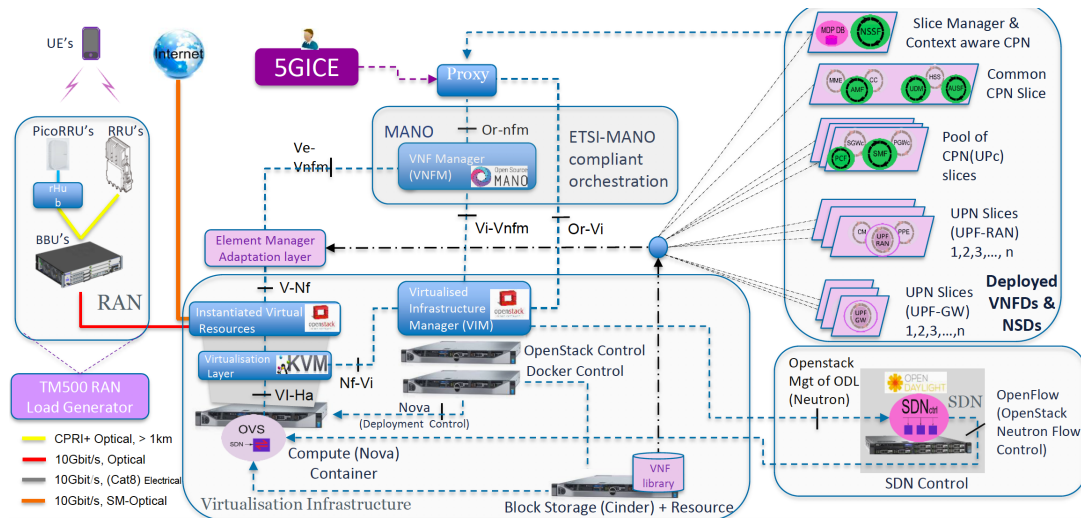 UE's
Internet
5GICE
Proxy
PicoRRU's
RRU's
rHu
b
BBU's
RAN
TM500 RAN
Load Generator
CPRI+ Optical, > 1km
10Gbit/s, Optical
10Gbit/s, (Cat8) Electrical
10Gbit/s, SM-Optical
MANO
Or-nfm
ETSI-MANO
compliant
orchestration
VNF Manager
(VNFM)
Open Source
MANO
Ve-
Vnfm
Vi-Vnfm
Or-Vi
Element Manager
Adaptation layer
V-Nf
Instantiated Virtual
Resources
openstack
Virtualised
Infrastructure
Manager (VIM)
openstack
Virtualisation
Layer
KVM
Nf-Vi
OpenStack Control
Docker Control
VI-Ha
Nova
(Deployment Control)
OVS
SDN
Compute (Nova)
Container
VNF
library
Block Storage (Cinder) + Resource
Virtualisation Infrastructure
MDP DB
NSSF
Slice Manager &
Context aware CPN
MME
CC
AMF
HSS
UDM
AUSF
Common
CPN Slice
SGWc
PGWc
PCF
SMF
Pool of
CPN(UPc)
slices
CM
UPF
RAN
PPE
UPN Slices
(UPF-RAN)
1,2,3,..., n
UPF
GW
UPN Slices
(UPF-GW)
1,2,3,...,n
Deployed
VNFDs &
NSDs
Openstack
Mgt of ODL
(Neutron)
OPEN
DAYLIGHT
SDNctrl
SDN
OpenFlow
(OpenStack
Neutron Flow
Control)
SDN Control